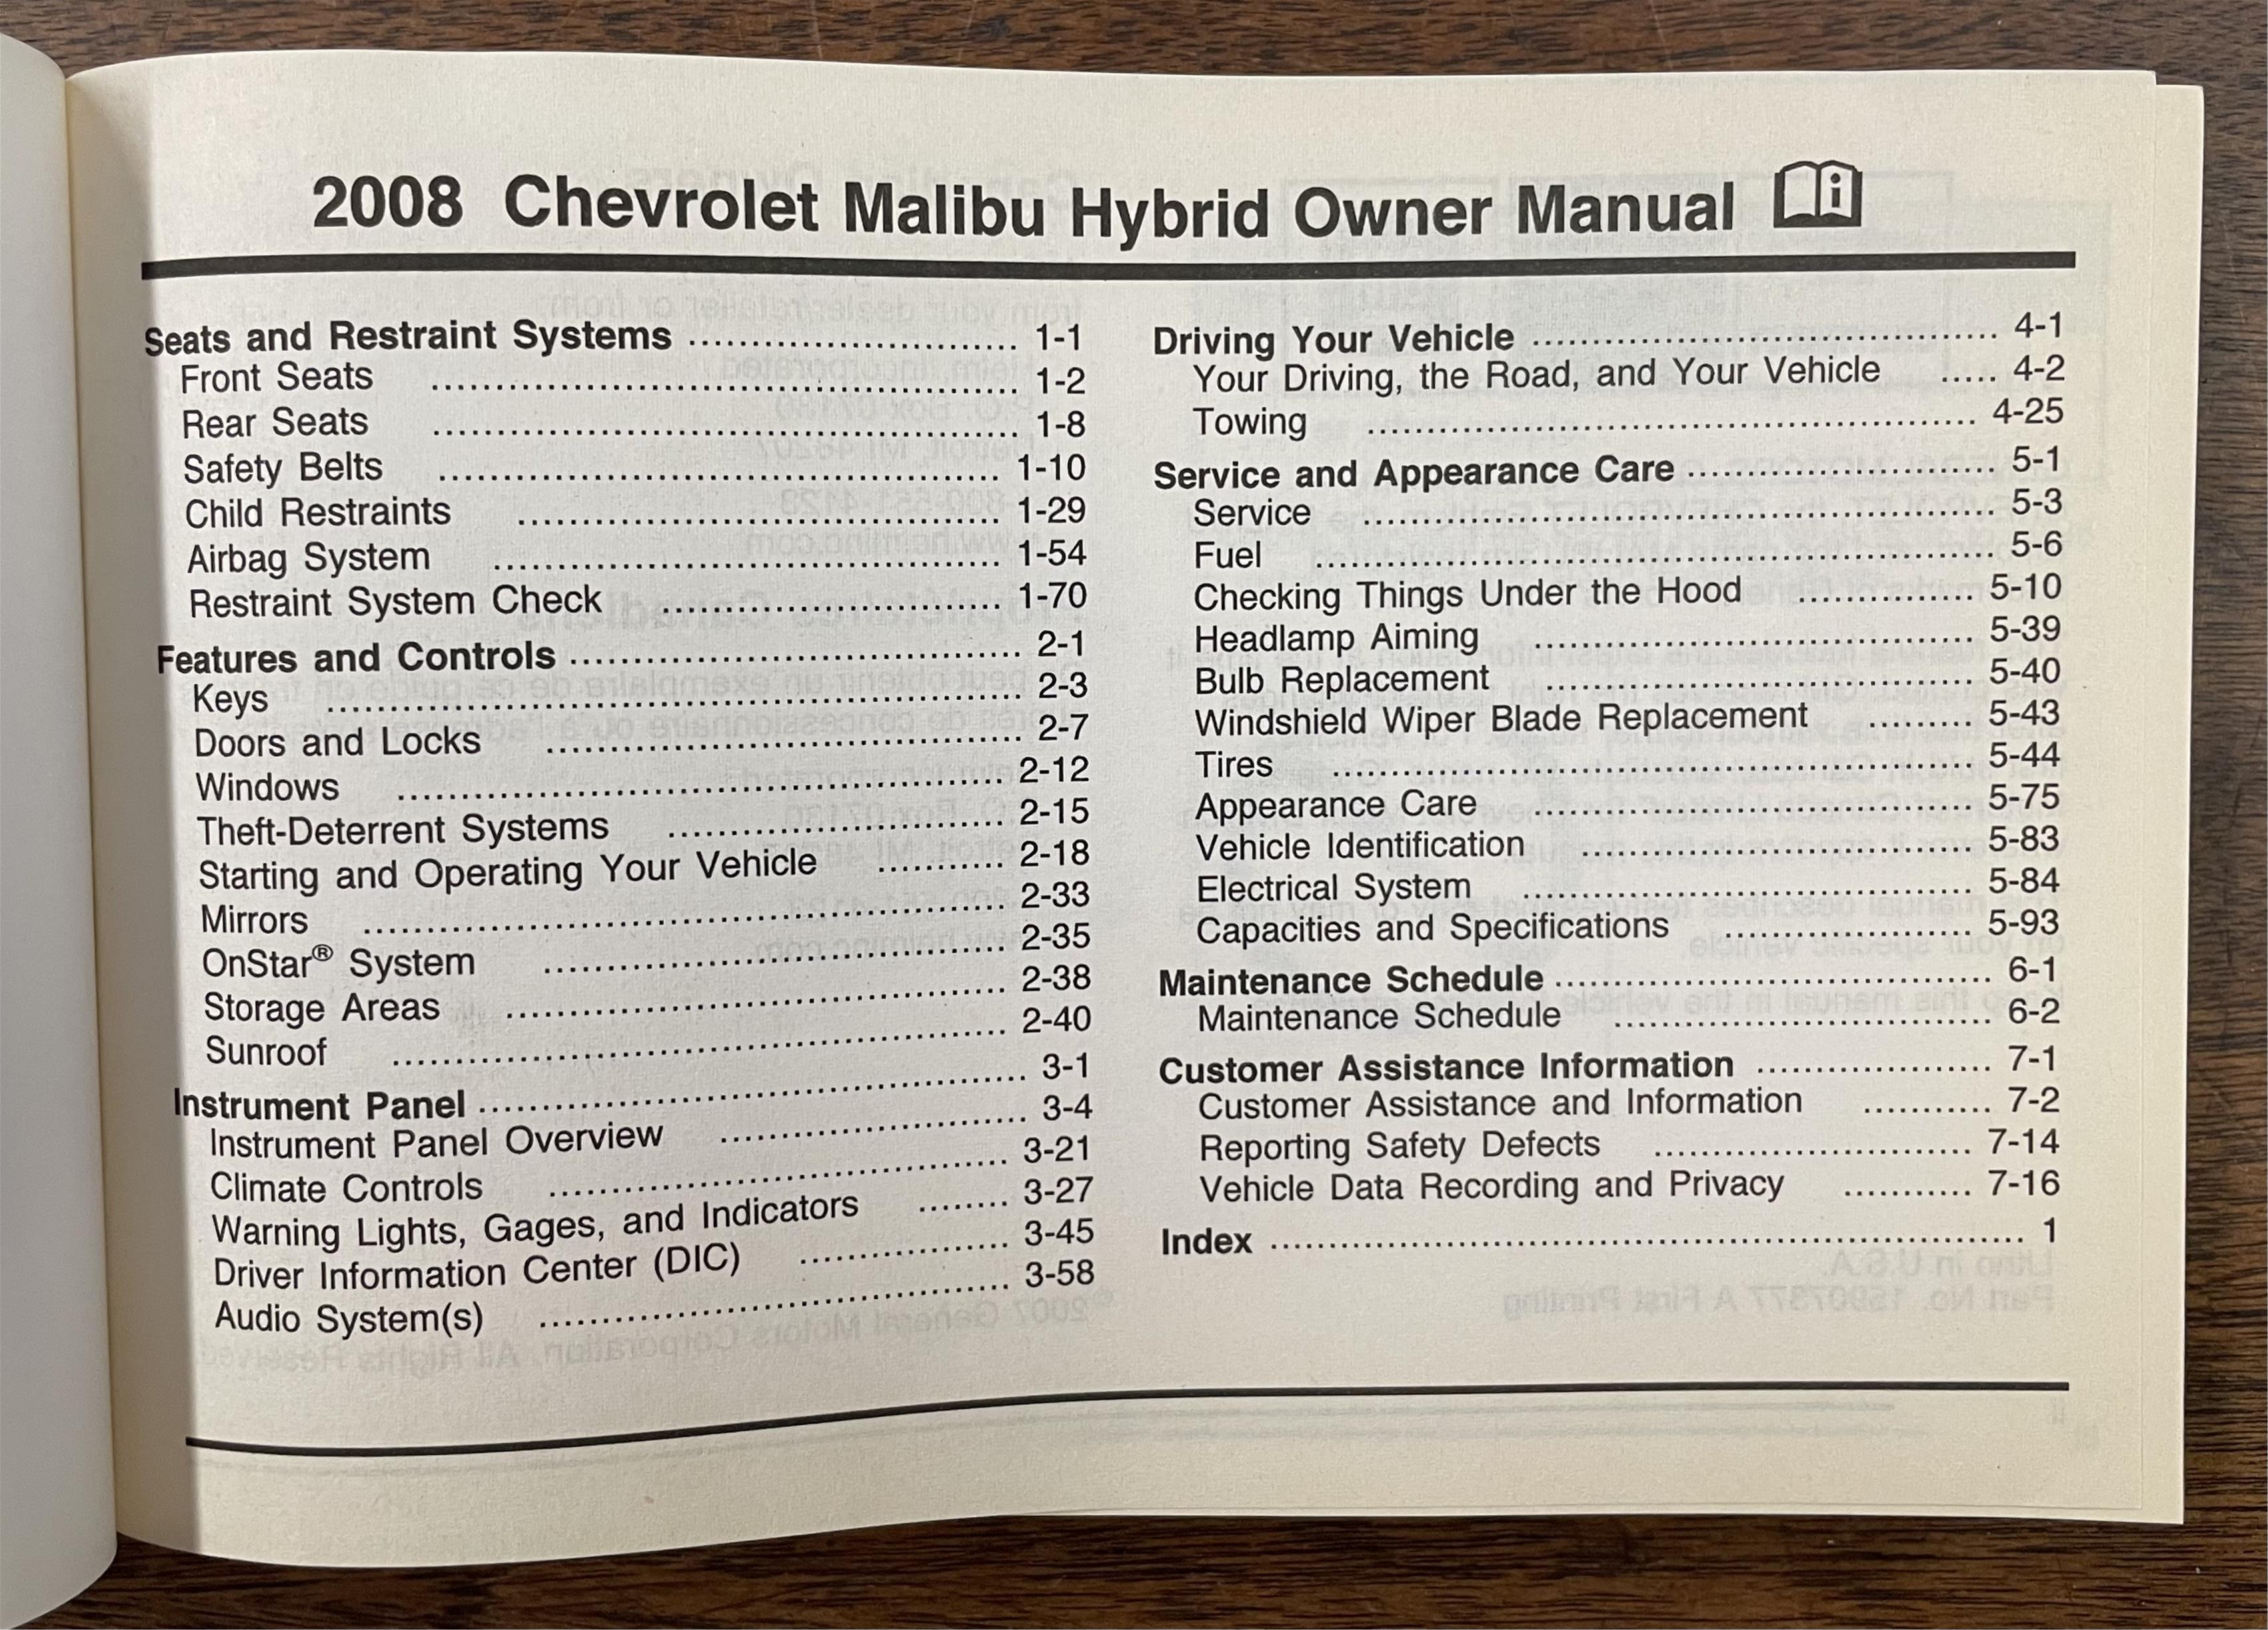 2008 Chevrolet Malibu Hybrid Owner Manual
Seats and Restraint Systems ........................... 1-1
Front Seats ............................................... 1-2
Rear Seats ............................................... 1-8
Safety Belts ............................................. 1-10
Child Restraints ...................................... 1-29
Airbag System ......................................... 1-54
Restraint System Check ........................... 1-70
Features and Controls ..................................... 2-1
Keys ........................................................ 2-3
Doors and Locks ....................................... 2-7
Windows ................................................. 2-12
Theft-Deterrent Systems ............................ 2-15
Starting and Operating Your Vehicle ........... 2-18
Mirrors .................................................... 2-33
OnStar® System ...................................... 2-35
Storage Areas ......................................... 2-38
Sunroof .................................................. 2-40
Instrument Panel ............................................ 3-1
Instrument Panel Overview ......................... 3-4
Climate Controls ...................................... 3-21
Warning Lights, Gages, and Indicators ........ 3-27
Driver Information Center (DIC) ................. 3-45
Audio System(s) ...................................... 3-58
Driving Your Vehicle ....................................... 4-1
Your Driving, the Road, and Your Vehicle ..... 4-2
Towing ................................................... 4-25
Service and Appearance Care .......................... 5-1
Service ..................................................... 5-3
Fuel ......................................................... 5-6
Checking Things Under the Hood ............... 5-10
Headlamp Aiming ..................................... 5-39
Bulb Replacement .................................... 5-40
Windshield Wiper Blade Replacement ......... 5-43
Tires ...................................................... 5-44
Appearance Care ..................................... 5-75
Vehicle Identification ................................. 5-83
Electrical System ...................................... 5-84
Capacities and Specifications ..................... 5-93
Maintenance Schedule .................................... 6-1
Maintenance Schedule ................................ 6-2
Customer Assistance Information .................... 7-1
Customer Assistance and Information ........... 7-2
Reporting Safety Defects ........................... 7-14
Vehicle Data Recording and Privacy ........... 7-16
Index ................................................................ 1